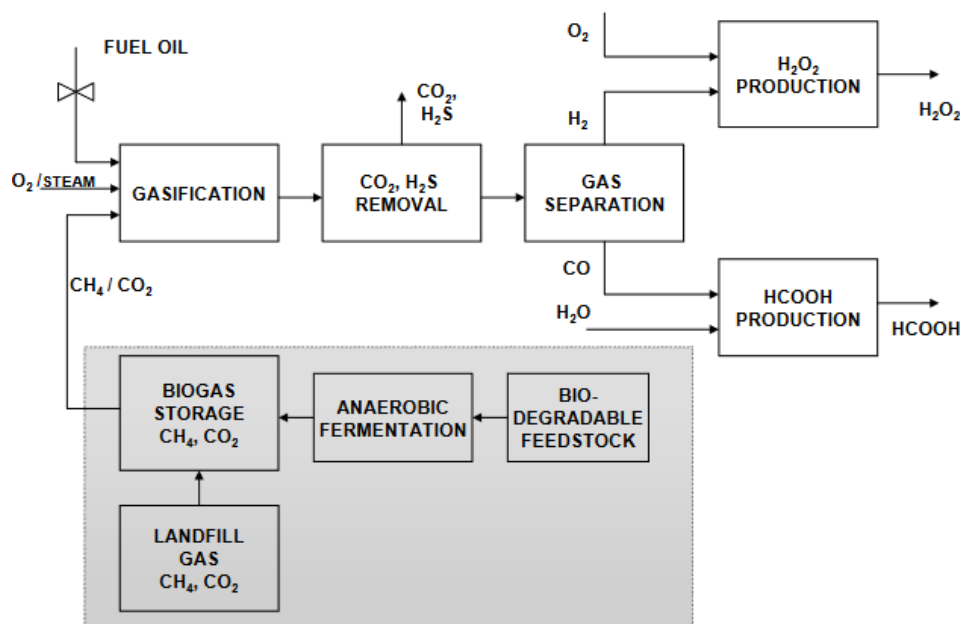 FUEL OIL
O₂
H₂O₂
PRODUCTION
H₂O₂
CO₂,
H₂S
H₂
O₂ /STEAM
GASIFICATION
CO₂, H₂S
REMOVAL
GAS
SEPARATION
CH₄ / CO₂
CO
H₂O
HCOOH
PRODUCTION
HCOOH
BIOGAS
STORAGE
CH₄, CO₂
ANAEROBIC
FERMENTATION
BIO-
DEGRADABLE
FEEDSTOCK
LANDFILL
GAS
CH₄, CO₂